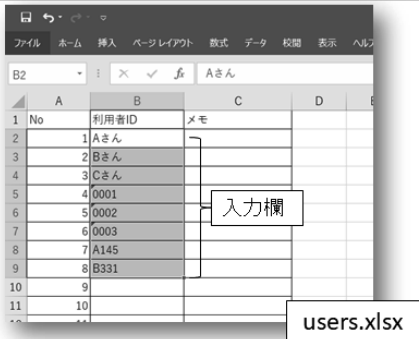 ファイル ホーム 挿入 ページレイアウト 数式 データ 校閲 表示 ヘルプ
B2 fx Aさん
A B C D
1 No 利用者ID メモ
2 1 Aさん
3 2 Bさん
4 3 Cさん
5 4 0001
6 5 0002
7 6 0003
8 7 A145
9 8 B331
10 9
11 10
入力欄
users.xlsx